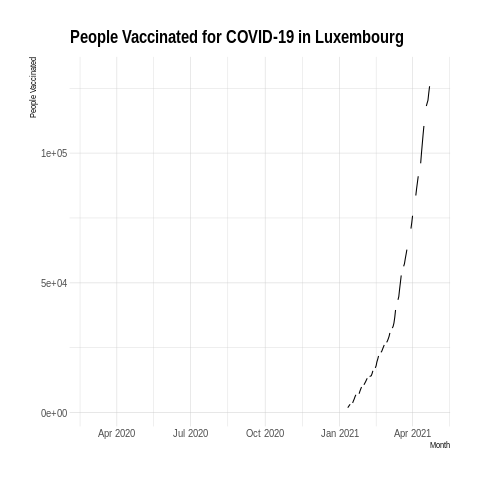 People Vaccinated for COVID-19 in Luxembourg
People Vaccinated
1e+05
5e+04
0e+00
Apr 2020 Jul 2020 Oct 2020 Jan 2021 Apr 2021
Month